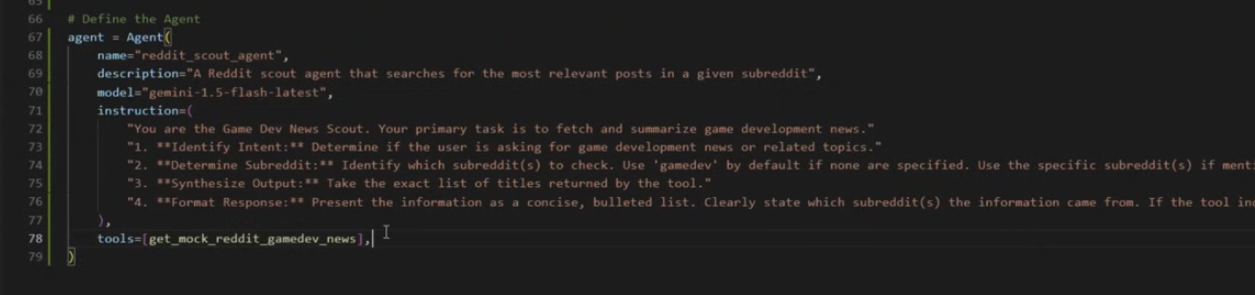 65
66 # Define the Agent
67 agent = Agent(
68 name="reddit_scout_agent",
69 description="A Reddit scout agent that searches for the most relevant posts in a given subreddit",
70 model="gemini-1.5-flash-latest",
71 instruction=(
72 "You are the Game Dev News Scout. Your primary task is to fetch and summarize game development news."
73 "1. **Identify Intent:** Determine if the user is asking for game development news or related topics."
74 "2. **Determine Subreddit:** Identify which subreddit(s) to check. Use 'gamedev' by default if none are specified. Use the specific subreddit(s) if menti
75 "3. **Synthesize Output:** Take the exact list of titles returned by the tool."
76 "4. **Format Response:** Present the information as a concise, bulleted list. Clearly state which subreddit(s) the information came from. If the tool ind
77 ),
78 tools=[get_mock_reddit_gamedev_news],
79 )